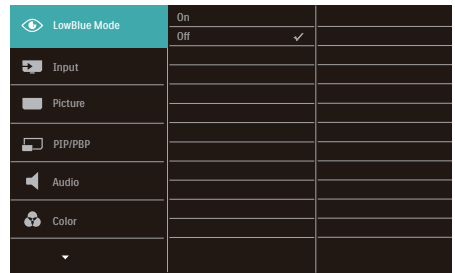 LowBlue Mode
On
Off
Input
Picture
PIP/PBP
Audio
Color